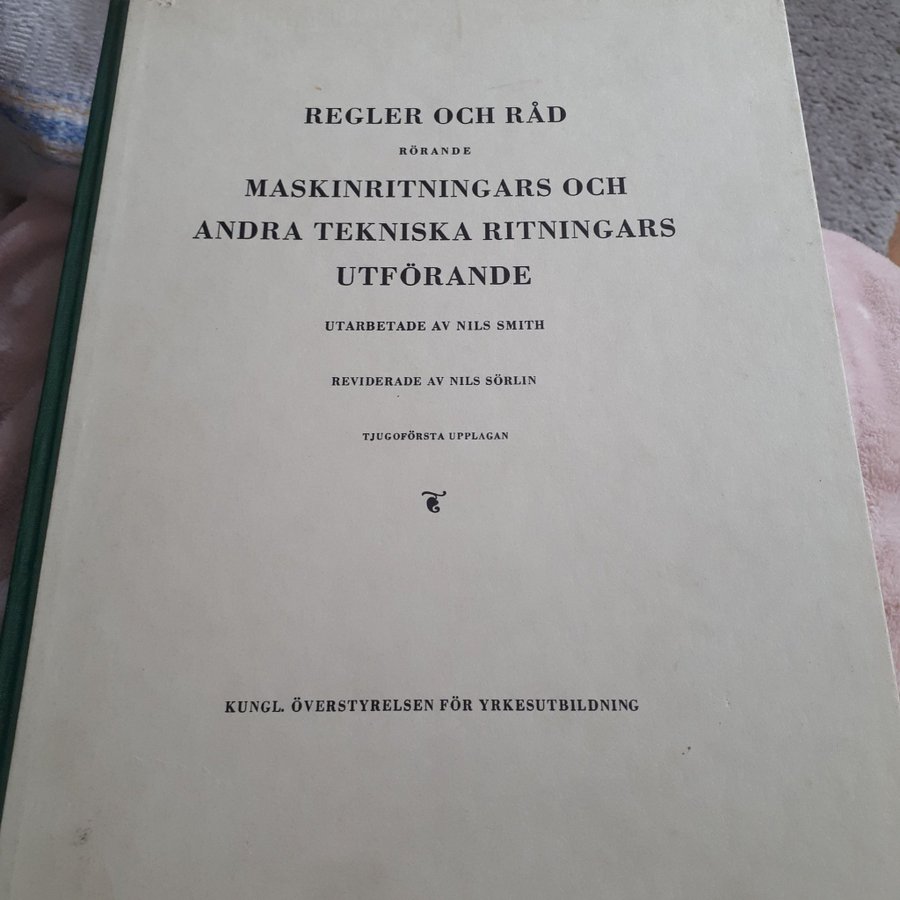 REGLER OCH RÅD
RÖRANDE
MASKINRITNINGARS OCH
ANDRA TEKNISKA RITNINGARS
UTFÖRANDE
UTARBETADE AV NILS SMITH
REVIDERADE AV NILS SÖRLIN
TJUGOFÖRSTA UPPLAGAN
KUNGL. ÖVERSTYRELSEN FÖR YRKESUTBILDNING